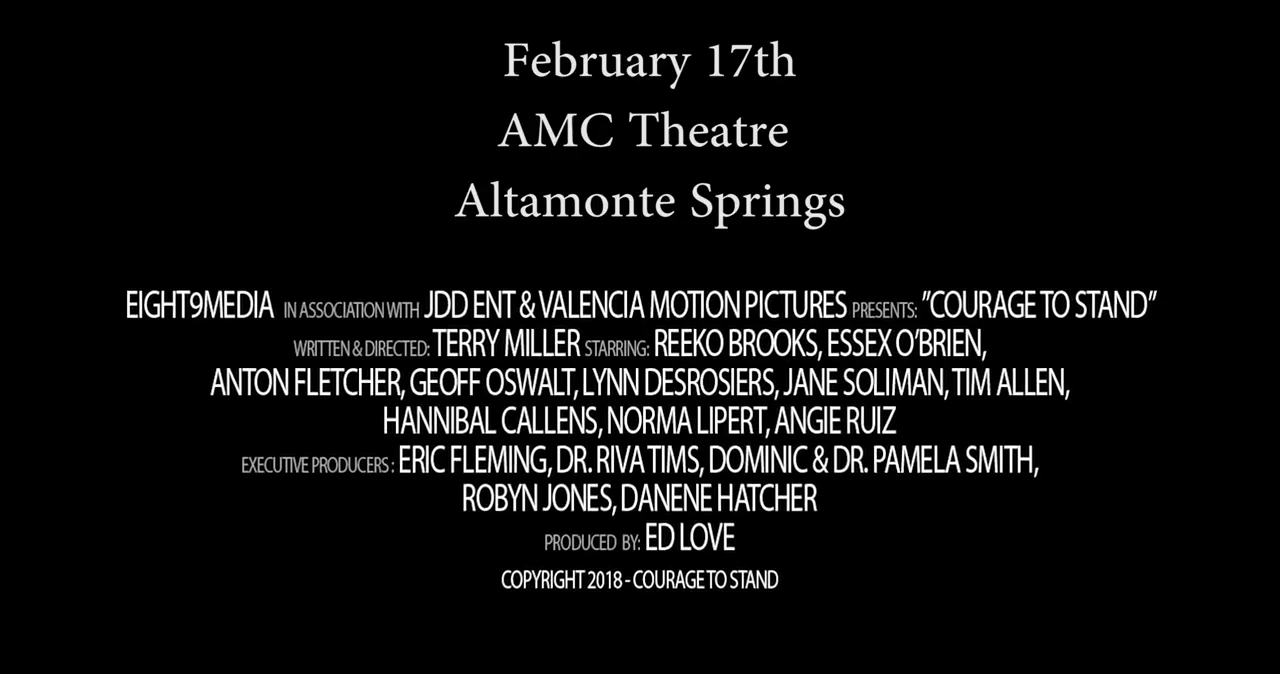 February 17th
AMC Theatre
Altamonte Springs
EIGHT9MEDIA IN ASSOCIATION WITH JDD ENT & VALENCIA MOTION PICTURES PRESENTS: "COURAGE TO STAND"
WRITTEN & DIRECTED: TERRY MILLER STARRING: REEKO BROOKS, ESSEX O'BRIEN,
ANTON FLETCHER, GEOFF OSWALT, LYNN DESROSIERS, JANE SOLIMAN, TIM ALLEN,
HANNIBAL CALLENS, NORMA LIPERT, ANGIE RUIZ
EXECUTIVE PRODUCERS : ERIC FLEMING, DR. RIVA TIMS, DOMINIC & DR. PAMELA SMITH,
ROBYN JONES, DANENE HATCHER
PRODUCED BY: ED LOVE
COPYRIGHT 2018 - COURAGE TO STAND